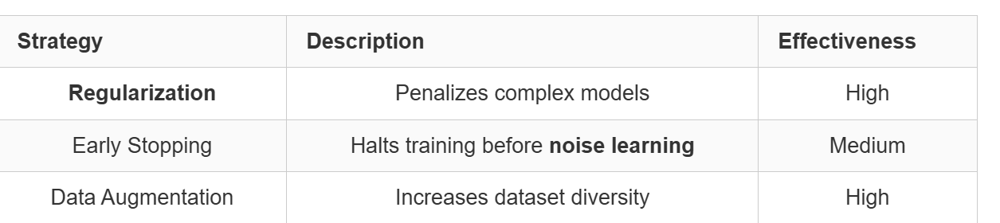 Strategy Description Effectiveness
Regularization Penalizes complex models High
Early Stopping Halts training before noise learning Medium
Data Augmentation Increases dataset diversity High